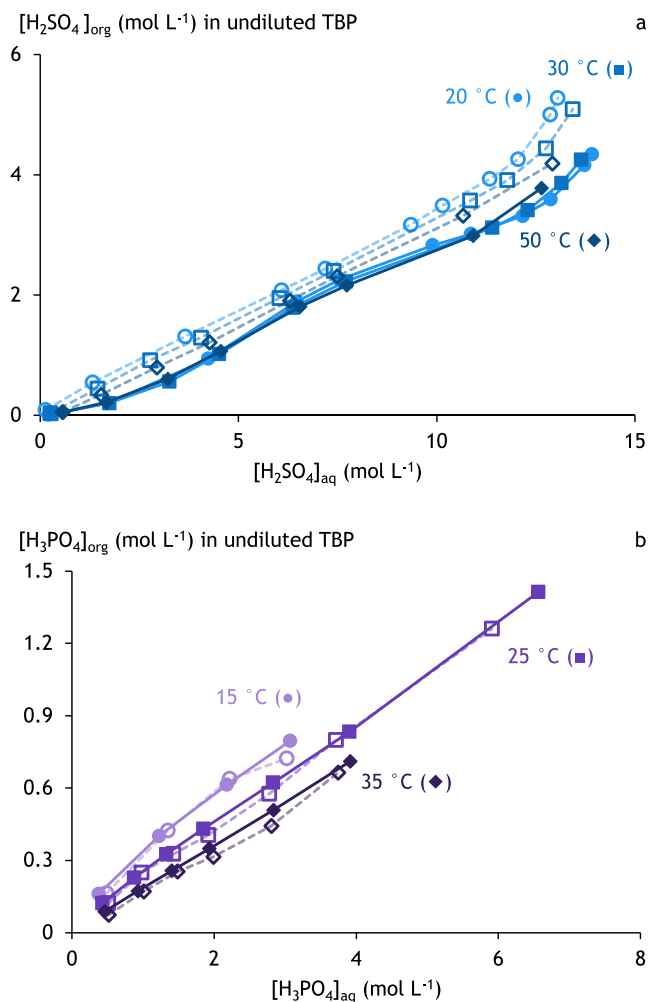 [H₂SO₄]org (mol L⁻¹) in undiluted TBP a
6
30 °C (■)
20 °C (●)
4
50 °C (◆)
2
0
0 5 10 15
[H₂SO₄]aq (mol L⁻¹)
[H₃PO₄]org (mol L⁻¹) in undiluted TBP b
1.5
1.2
25 °C (■)
0.9
15 °C (●)
35 °C (◆)
0.6
0.3
0
0 2 4 6 8
[H₃PO₄]aq (mol L⁻¹)